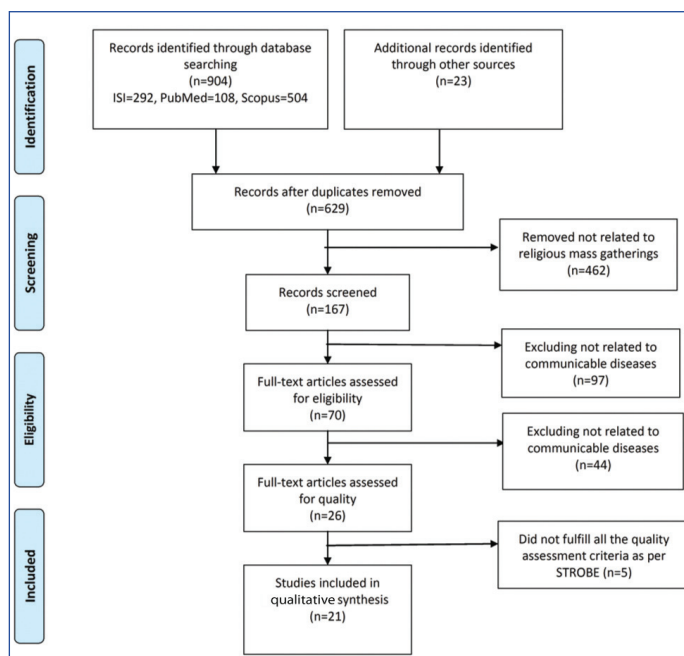 Identification
Records identified through database
searching
(n=904)
ISI=292, PubMed=108, Scopus=504
Additional records identified
through other sources
(n=23)
Records after duplicates removed
(n=629)
Screening
Removed not related to
religious mass gatherings
(n=462)
Records screened
(n=167)
Excluding not related to
communicable diseases
(n=97)
Eligibility
Full-text articles assessed
for eligibility
(n=70)
Excluding not related to
communicable diseases
(n=44)
Full-text articles assessed
for quality
(n=26)
Included
Did not fulfill all the quality
assessment criteria as per
STROBE (n=5)
Studies included in
qualitative synthesis
(n=21)